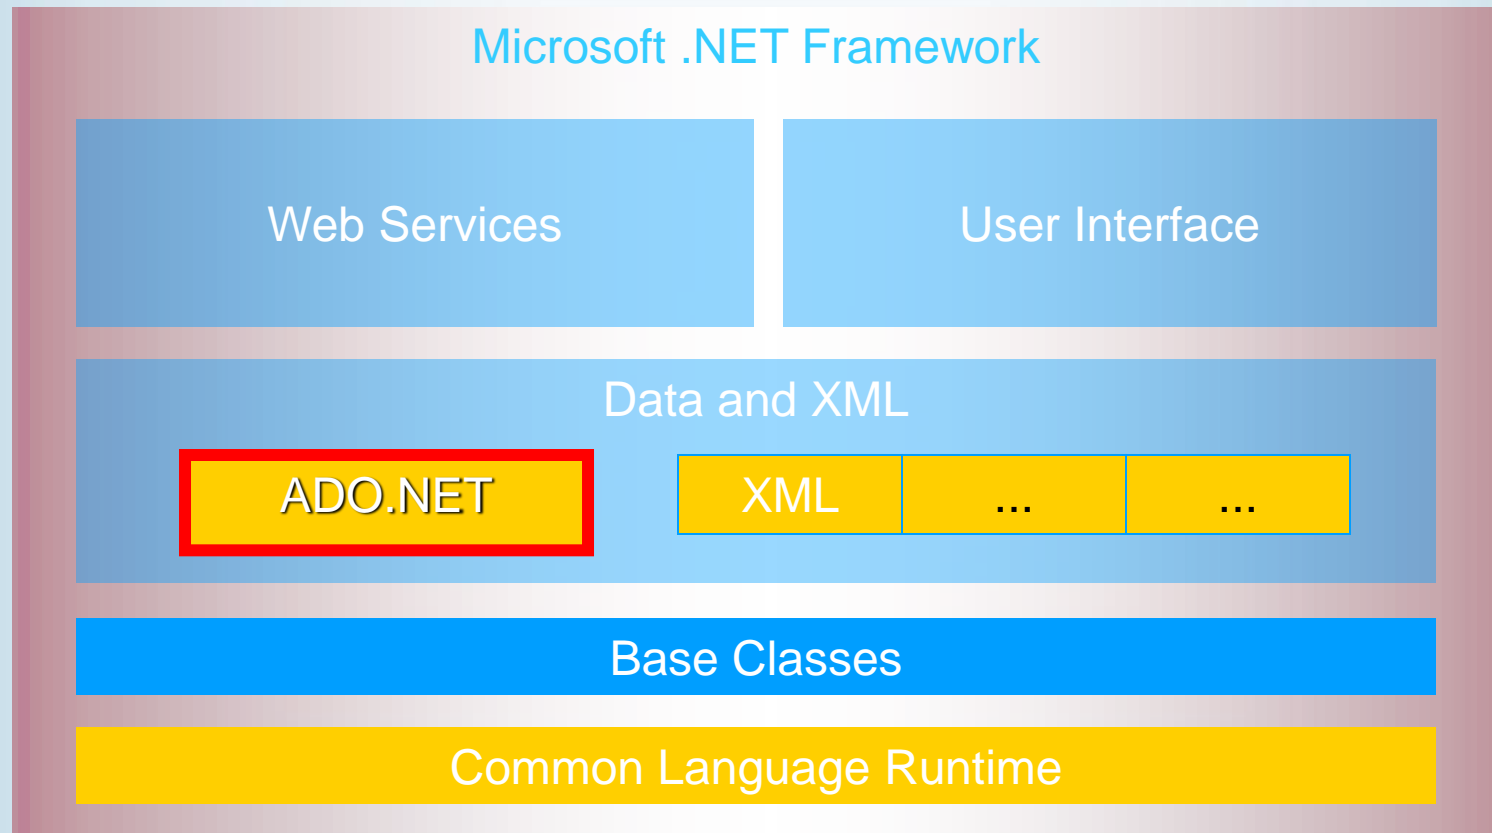 Microsoft .NET Framework
Web Services
User Interface
Data and XML
ADO.NET
XML
...
...
Base Classes
Common Language Runtime